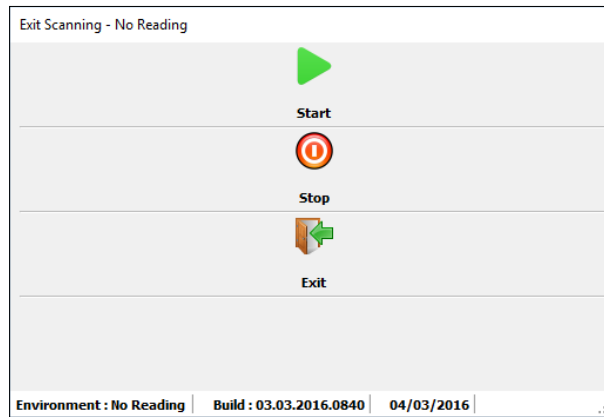 Exit Scanning - No Reading
Start
Stop
Exit
Environment : No Reading Build : 03.03.2016.0840 04/03/2016